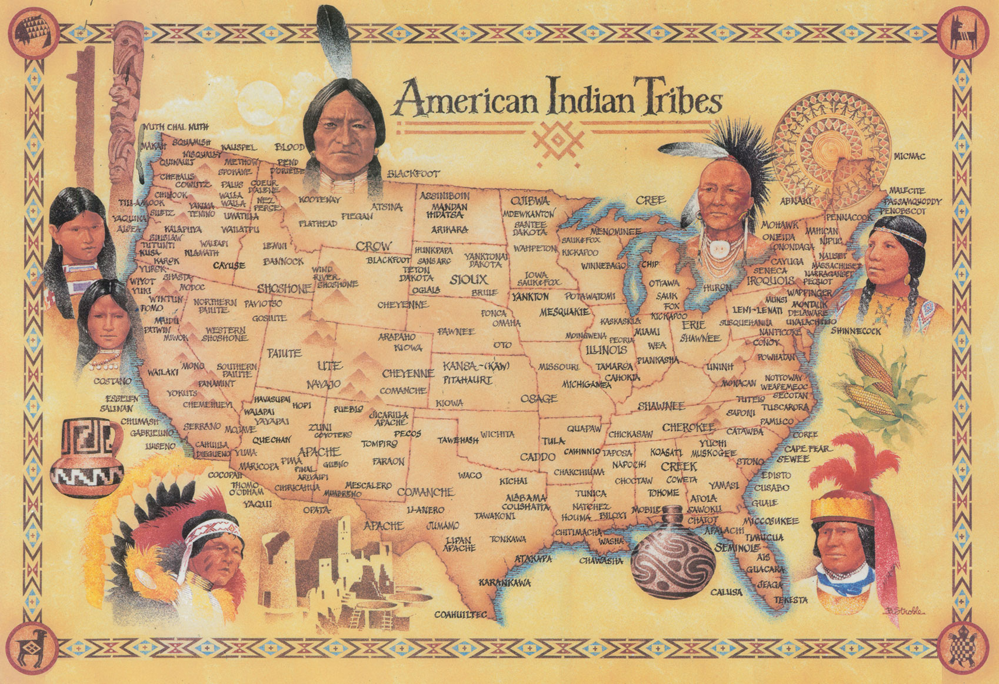 American Indian Tribes
NUTH CHAL NUTH
MAKAH
SQUAMISH
NISQUALLY
KALISPEL
BLOOD
QUINAULT
METHOW
PEND
D'OREILLE
SPOKANE
CHEHALIS
COWLITZ
PALUS
COEUR
D'ALENE
BLACKFOOT
CHINOOK
WALLA
WALLA
NEZ
PERCE
KOOTENAY
TILLAMOOK
YAKIMA
TENINO
UMATILLA
ATSINA
PIEGAN
SILETZ
YAQUINA
ALSEA
KALAPUYA
WAILATPU
FLATHEAD
SIUSLAW
TUTUNTI
KUSA
WALPAPI
KLAMATH
LEMHI
CROW
KAROK
CAYUSE
BANNOCK
BLACKFOOT
YUROK
SHASTA
WIND
RIVER
SHOSHONE
WIYOT
YUKI
MODOC
SHOSHONE
WINTUN
POMO
NORTHERN
PAIUTE
PAVIOTSO
CHEYENNE
MAIDU
GOSIUTE
PATWIN
MIWOK
WESTERN
SHOSHONE
ARAPAHO
KIOWA
PAIUTE
UTE
WAILAKI
MONO
SOUTHERN
PAIUTE
CHEYENNE
COSTANO
PANAMINT
NAVAJO
COMANCHE
YOKUTS
ESSELEN
SALINAN
CHEMEHUEVI
HAVASUPAI
WALAPAI
HOPI
PUEBLO
JICARILLA
APACHE
CHUMASH
GABRIELINO
SERRANO
MOJAVE
YAVAPAI
ZUNI
COYOTERO
PECOS
LUISENO
CAHUILLA
DIEGUENO
QUECHAN
YUMA
TOMPIRO
APACHE
MARICOPA
PIMA
GILENO
FARAON
COCOPAH
PINAL
ARIVAIPI
THOMO
O'ODHAM
CHIRICAHUA
MIMBRENO
MESCALERO
COMANCHE
YAQUI
OPATA
LLANERO
APACHE
JUMAMO
LIPAN
APACHE
ASSINIBOIN
MANDAN
HIDATSA
ARIKARA
OJIBWA
MDEWKANTON
SANTEE
DAKOTA
WAHPETON
HUNKPAPA
SANS ARC
YANKTONAI
DAKOTA
TETON
DAKOTA
SIOUX
OGLALA
BRULE
IOWA
SAUK & FOX
YANKTON
PONCA
OMAHA
PAWNEE
OTO
KANSA-(KAW)
PITAHAURT
MISSOURI
KIOWA
OSAGE
TAWEHASH
WICHITA
CADDO
WACO
KICHAI
ALABAMA
COUSHATTA
TAWAKONI
TONKAWA
ATAKAPA
KARANKAWA
COAHUILTEC
CREE
MENOMINEE
SAUK & FOX
KICKAPOO
WINNEBAGO
CHIP
OTTAWA
SAUK
FOX
KICKAPOO
HURON
POTAWATOMI
MESQUAKIE
KASKASKIA
MOINGWENA
PEORIA
MIAMI
ERIE
SHAWNEE
ILLINOIS
WEA
PIANKASHA
TAMAROA
CAHOKIA
MICHIGAMEA
SHAWNEE
QUAPAW
CHICKASAW
CHEROKEE
TULA
CAHINNIO
TAPOSA
KOASATI
YUCHI
MUSKOGEE
NAPOCHI
CREEK
CHAKCHIUMA
CHOCTAW
COWETA
YAMASI
TUNICA
TOHOME
APOLA
SAWOKLI
NATCHEZ
MOBILE
HOUMA
BILOXI
CHATOT
CHITIMACHA
WASHA
APALACHI
CHAWASHA
SEMINOLE
MICCOSUKEE
TIMUCUA
AIS
GUACARA
JEAGA
CALUSA
TEKESTA
MICMAC
MALECITE
PASSAMQUODDY
PENOBSCOT
ABNAKI
PENNACOOK
MOHAWK
ONEIDA
ONONDAGA
MAHICAN
NIPUC
CAYUGA
SENECA
IROQUOIS
NAUSET
MASSACHUSET
NARRAGANSET
PEQUOT
WAPPINGER
MUNSI
MONTAUK
DELAWARE
LENI-LENATI
SUSQUEHANNA
UNALACHTIGO
NANTICOKE
SHINNECOCK
CONOY
POWHATAN
UNINH
MONACAN
NOTTOWAY
WEAPEMEOC
SECOTAN
TUTELO
TUSCARORA
SAPONI
PAMLICO
CATAWBA
COREE
CAPE FEAR
SEWEE
STONO
EDISTO
CUSABO
GUALE
B. Stroble